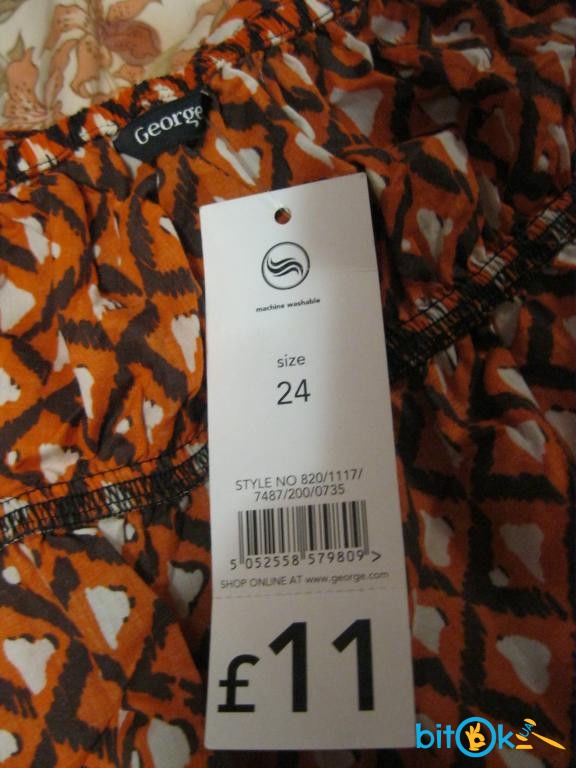 George
machine washable
size
24
STYLE NO 820/1117/
7487/200/0735
5 052558 579809 >
SHOP ONLINE AT www.george.com
£11
bitOk.UA